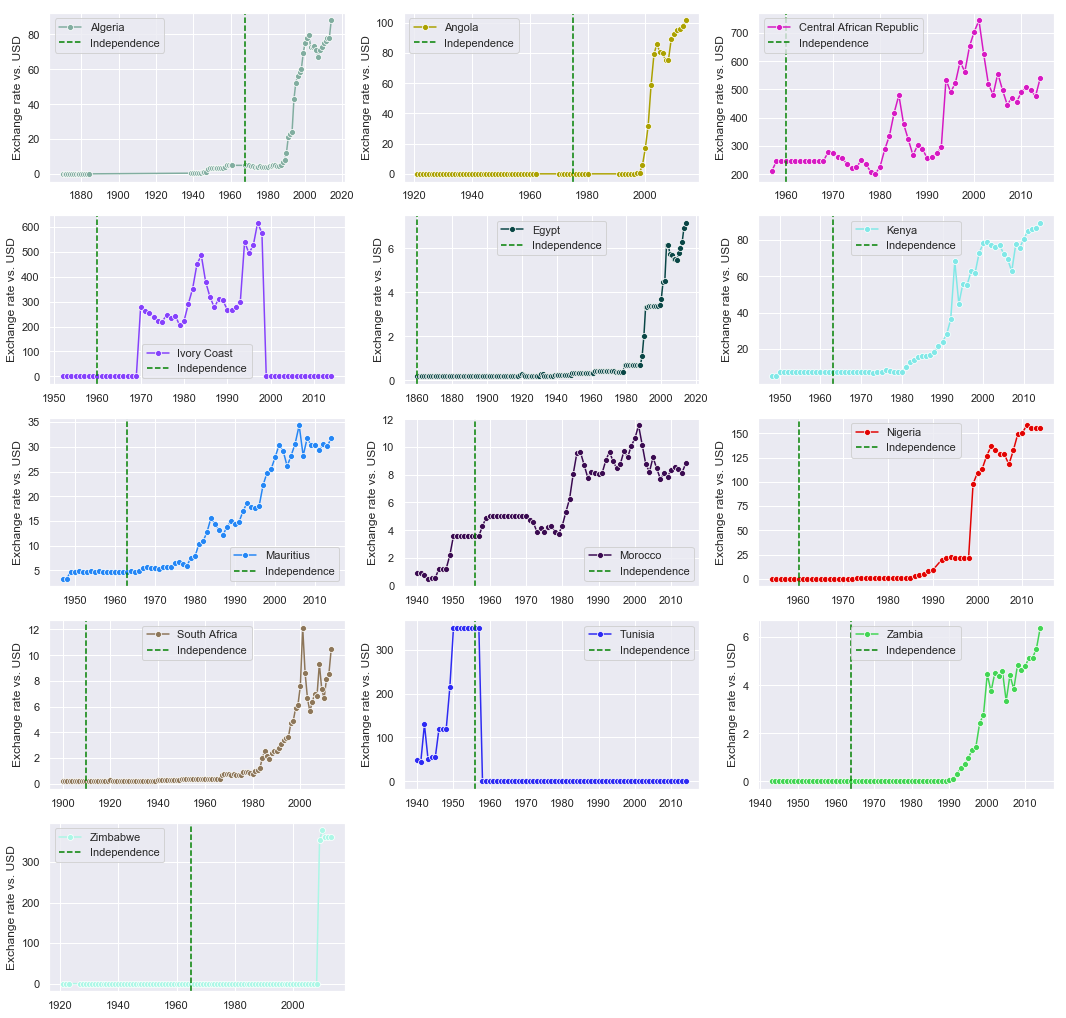 Exchange rate vs. USD
Algeria
Independence
80
60
40
20
0
1880 1900 1920 1940 1960 1980 2000 2020
Exchange rate vs. USD
Angola
Independence
100
80
60
40
20
0
1920 1940 1960 1980 2000
Exchange rate vs. USD
Central African Republic
Independence
700
600
500
400
300
200
1960 1970 1980 1990 2000 2010
Exchange rate vs. USD
Ivory Coast
Independence
600
500
400
300
200
100
0
1950 1960 1970 1980 1990 2000 2010
Exchange rate vs. USD
Egypt
Independence
6
4
2
0
1860 1880 1900 1920 1940 1960 1980 2000 2020
Exchange rate vs. USD
Kenya
Independence
80
60
40
20
1950 1960 1970 1980 1990 2000 2010
Exchange rate vs. USD
Mauritius
Independence
35
30
25
20
15
10
5
1950 1960 1970 1980 1990 2000 2010
Exchange rate vs. USD
Morocco
Independence
12
10
8
6
4
2
0
1940 1950 1960 1970 1980 1990 2000 2010
Exchange rate vs. USD
Nigeria
Independence
150
125
100
75
50
25
0
1960 1970 1980 1990 2000 2010
Exchange rate vs. USD
South Africa
Independence
12
10
8
6
4
2
0
1900 1920 1940 1960 1980 2000
Exchange rate vs. USD
Tunisia
Independence
300
200
100
0
1940 1950 1960 1970 1980 1990 2000 2010
Exchange rate vs. USD
Zambia
Independence
6
4
2
0
1940 1950 1960 1970 1980 1990 2000 2010
Exchange rate vs. USD
Zimbabwe
Independence
300
200
100
0
1920 1940 1960 1980 2000